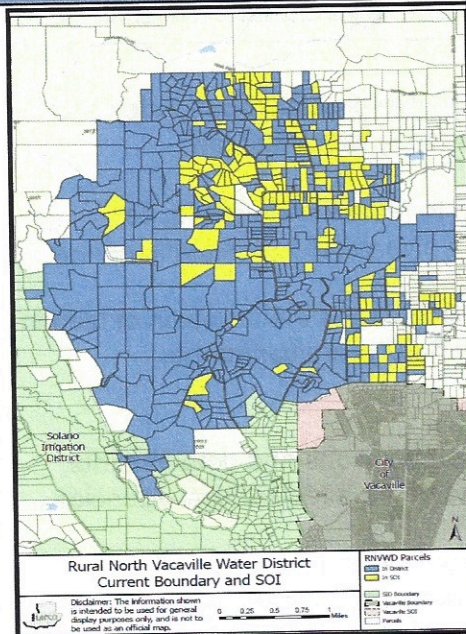 Solano
Irrigation
District
City
of
Vacaville
N
Rural North Vacaville Water District
Current Boundary and SOI
Disclaimer: The information shown
is intended to be used for general
display purposes only, and is not to
be used as an official map.
0 0.25 0.5 0.75 1
Miles
RNVWD Parcels
In District
In SOI
SID Boundary
Vacaville Boundary
Vacaville SOI
Parcels